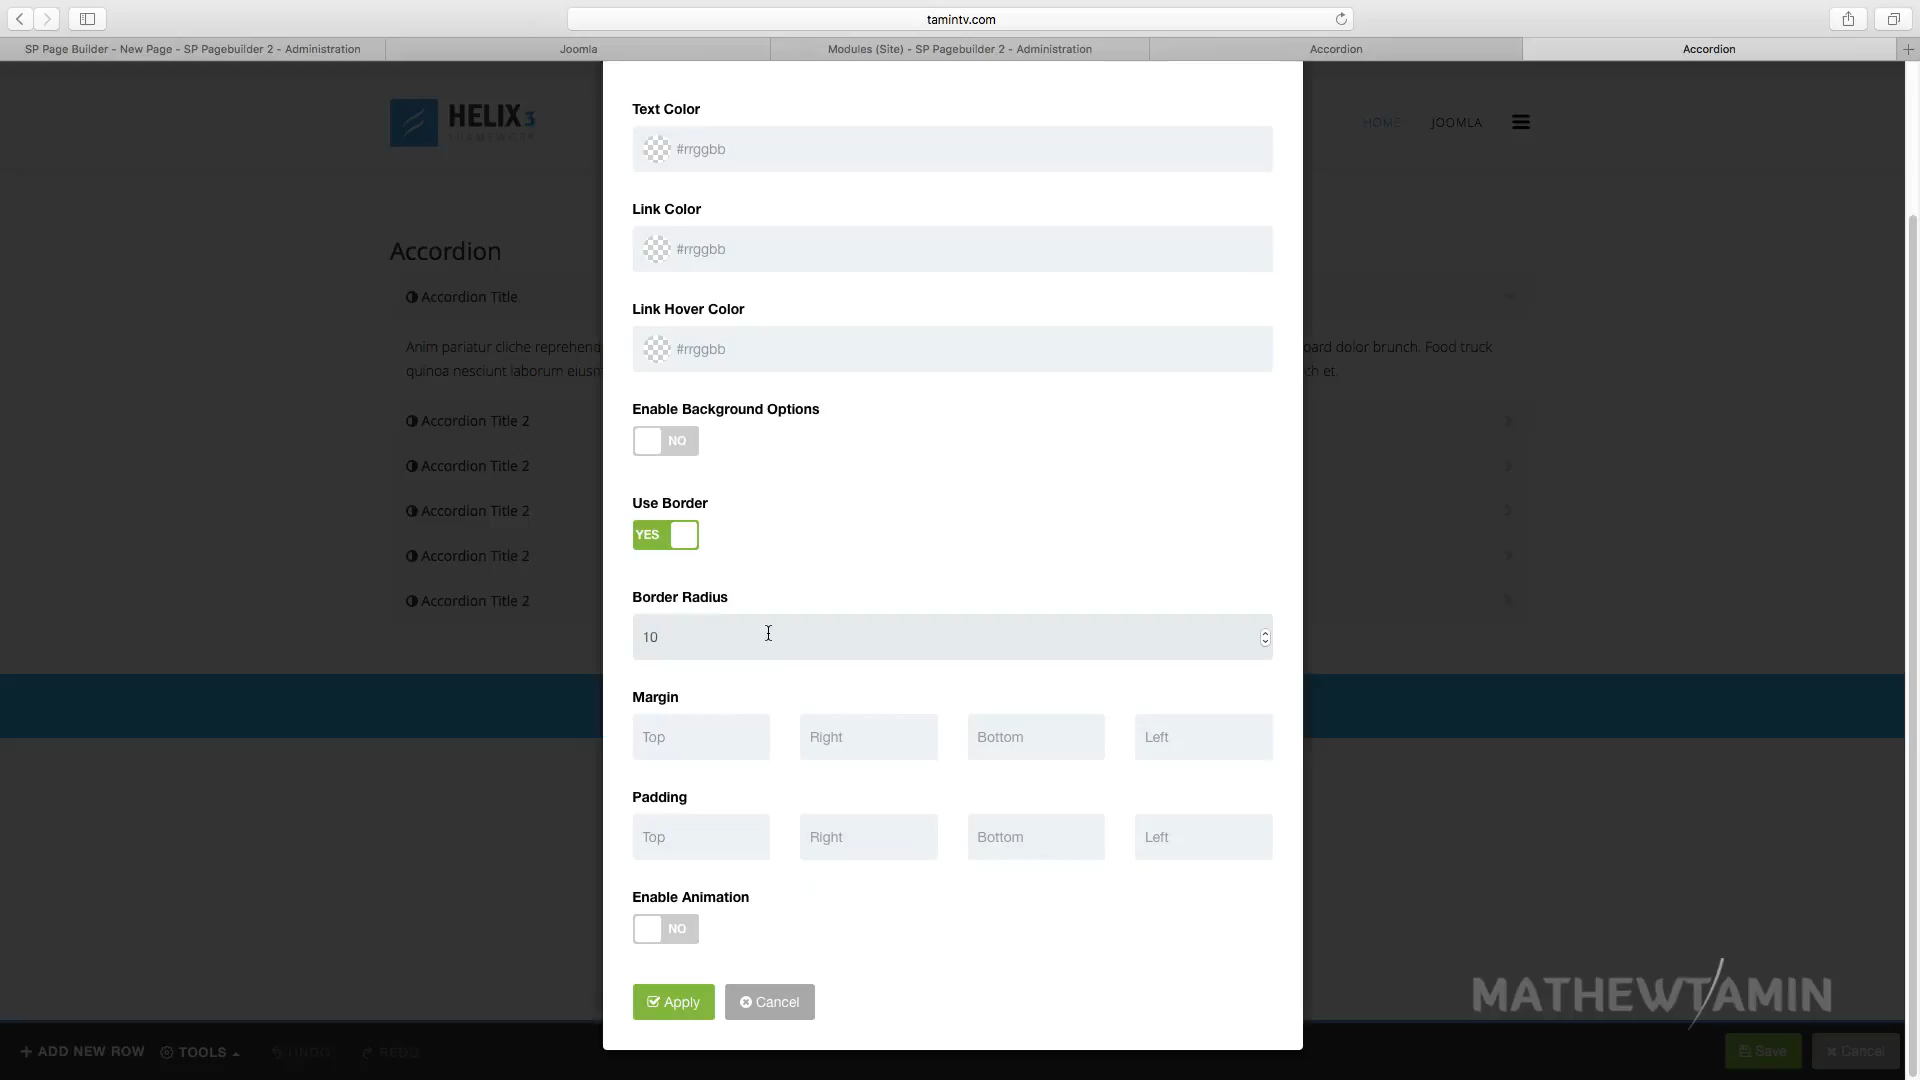 tamintv.com
SP Page Builder - New Page - SP Pagebuilder 2 - Administration
Joomla
Modules (Site) - SP Pagebuilder 2 - Administration
Accordion
Accordion
HELIX3
FRAMEWORK
HOME
JOOMLA
Text Color
#rrggbb
Link Color
#rrggbb
Link Hover Color
#rrggbb
Enable Background Options
NO
Use Border
YES
Border Radius
10
Margin
Top Right Bottom Left
Padding
Top Right Bottom Left
Enable Animation
NO
Apply Cancel
Accordion
Accordion Title
Anim pariatur cliche reprehend
oard dolor brunch. Food truck
quinoa nesciunt laborum eiusm
ch et.
Accordion Title 2
Accordion Title 2
Accordion Title 2
Accordion Title 2
Accordion Title 2
MATHEWTAMIN
+ ADD NEW ROW TOOLS UNDO REDO
Save Cancel